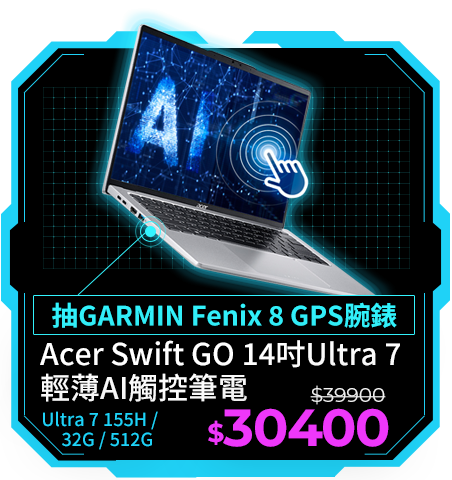 AI
acer
抽GARMIN Fenix 8 GPS腕錶
Acer Swift GO 14吋Ultra 7
輕薄AI觸控筆電
$39900
Ultra 7 155H /
32G / 512G
$30400